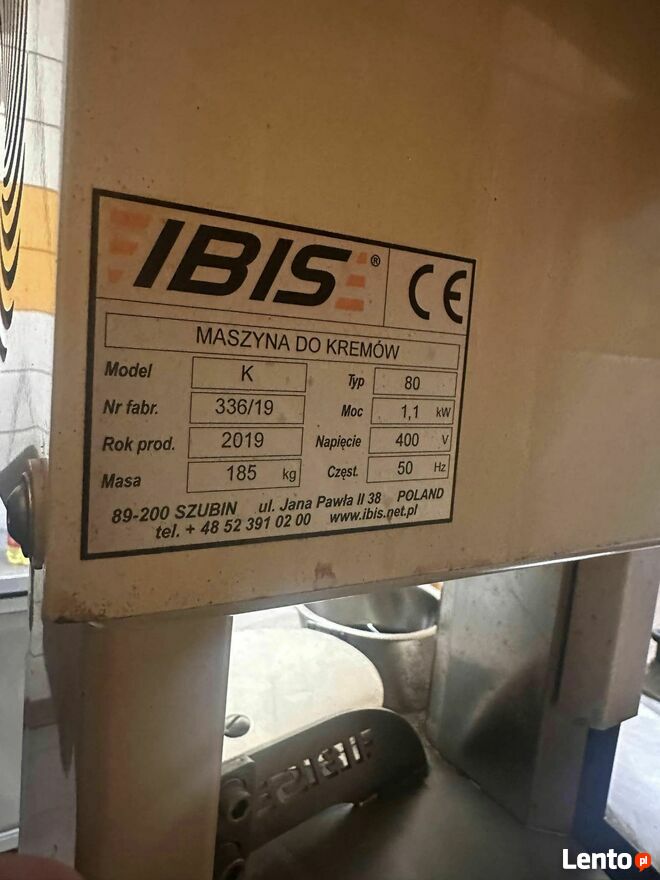 IBIS® CE
MASZYNA DO KREMÓW
Model K Typ 80
Nr fabr. 336/19 Moc 1,1 kW
Rok prod. 2019 Napięcie 400 V
Masa 185 kg Częst. 50 Hz
89-200 SZUBIN ul. Jana Pawła II 38 POLAND
tel. + 48 52 391 02 00 www.ibis.net.pl
IBIS
Lento.pl